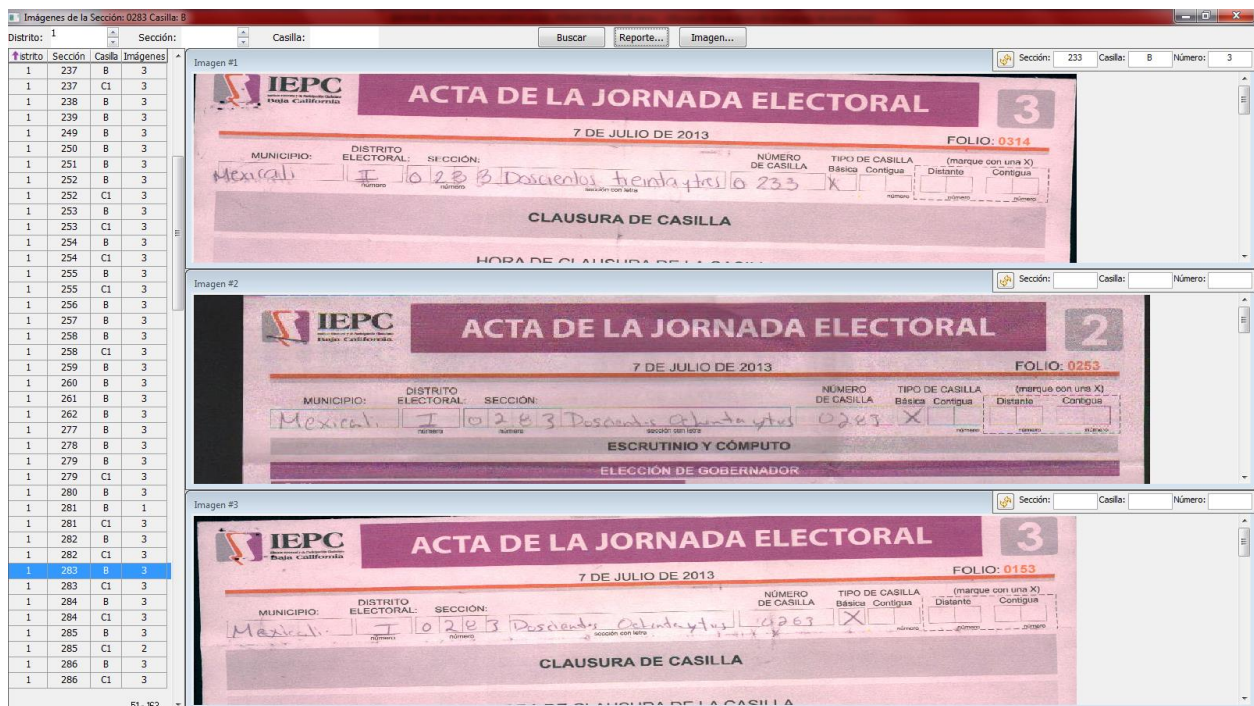 Imágenes de la Sección: 0283 Casilla: B
Distrito: 1 Sección: Casilla: Buscar Reporte... Imagen...
istrito Sección Casilla Imágenes
1 237 B 3
1 237 C1 3
1 238 B 3
1 239 B 3
1 249 B 3
1 250 B 3
1 251 B 3
1 252 B 3
1 252 C1 3
1 253 B 3
1 253 C1 3
1 254 B 3
1 254 C1 3
1 255 B 3
1 255 C1 3
1 256 B 3
1 257 B 3
1 258 B 3
1 258 C1 3
1 259 B 3
1 260 B 3
1 261 B 3
1 262 B 3
1 277 B 3
1 278 B 3
1 279 B 3
1 279 C1 3
1 280 B 3
1 281 B 1
1 281 C1 3
1 282 B 3
1 282 C1 3
1 283 B 3
1 283 C1 3
1 284 B 3
1 284 C1 3
1 285 B 3
1 285 C1 2
1 286 B 3
1 286 C1 3
Imagen #1 Sección: 233 Casilla: B Número: 3
IEPC
Baja California
ACTA DE LA JORNADA ELECTORAL 3
7 DE JULIO DE 2013
FOLIO: 0314
MUNICIPIO: DISTRITO ELECTORAL: SECCIÓN: NÚMERO DE CASILLA TIPO DE CASILLA (marque con una X)
Básica Contigua Distante Contigua
Mexicali I 0 2 8 3 Doscientos treinta y tres 0 233 X
número número sección con letra número número número
CLAUSURA DE CASILLA
Imagen #2 Sección: Casilla: Número:
IEPC
Baja California
ACTA DE LA JORNADA ELECTORAL 2
7 DE JULIO DE 2013
FOLIO: 0253
MUNICIPIO: DISTRITO ELECTORAL: SECCIÓN: NÚMERO DE CASILLA TIPO DE CASILLA (marque con una X)
Básica Contigua Distante Contigua
Mexicali I 0 2 8 3 Doscientos Ochenta y tres 0283 X
número número sección con letra número número número
ESCRUTINIO Y CÓMPUTO
ELECCIÓN DE GOBERNADOR
Imagen #3 Sección: Casilla: Número:
IEPC
Baja California
ACTA DE LA JORNADA ELECTORAL 3
7 DE JULIO DE 2013
FOLIO: 0153
MUNICIPIO: DISTRITO ELECTORAL: SECCIÓN: NÚMERO DE CASILLA TIPO DE CASILLA (marque con una X)
Básica Contigua Distante Contigua
Mexicali I 0 2 8 3 Doscientos Ochenta y tres 0263 X
número número sección con letra número número número
CLAUSURA DE CASILLA